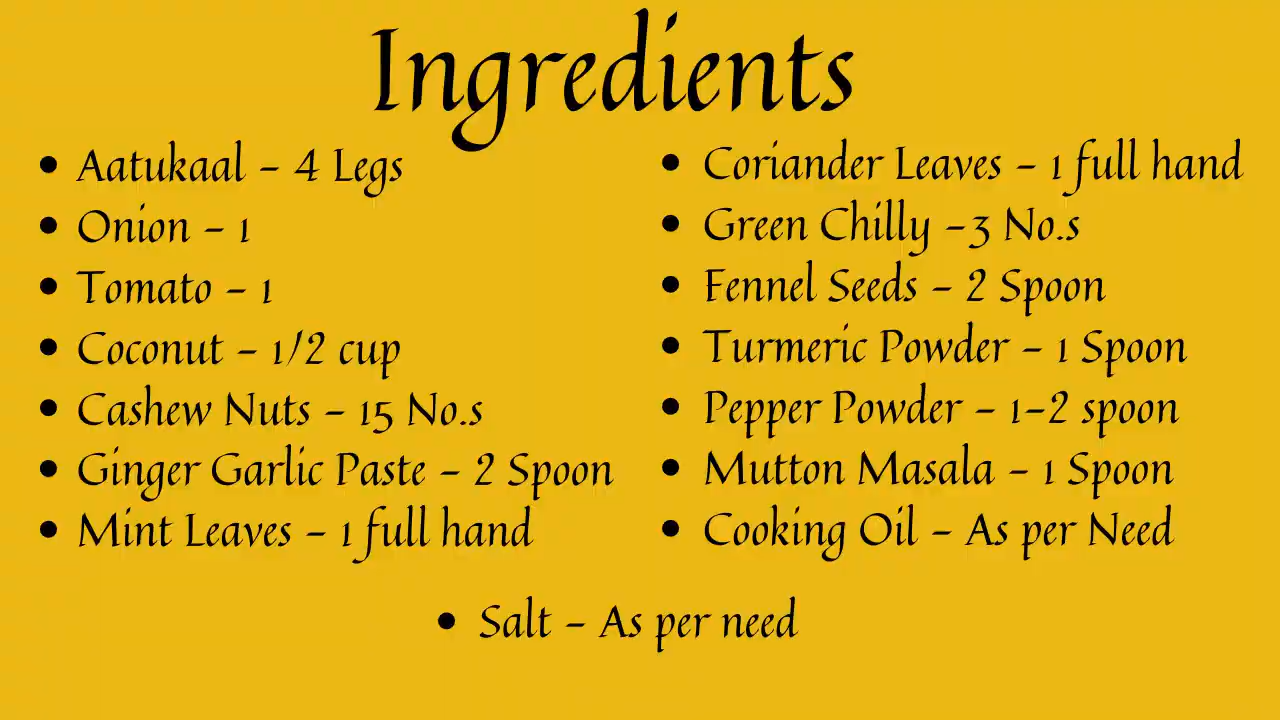 Ingredients
• Aatukaal - 4 Legs
• Onion - 1
• Tomato - 1
• Coconut - 1/2 cup
• Cashew Nuts - 15 No.s
• Ginger Garlic Paste - 2 Spoon
• Mint Leaves - 1 full hand
• Coriander Leaves - 1 full hand
• Green Chilly -3 No.s
• Fennel Seeds - 2 Spoon
• Turmeric Powder - 1 Spoon
• Pepper Powder - 1-2 spoon
• Mutton Masala - 1 Spoon
• Cooking Oil - As per Need
• Salt - As per need